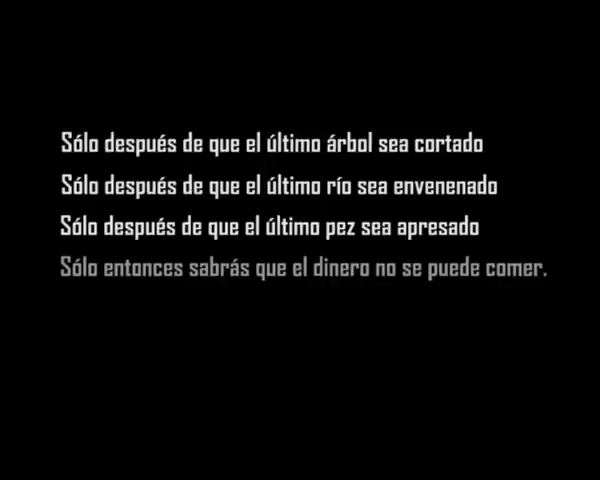 Sólo después de que el último árbol sea cortado
Sólo después de que el último río sea envenenado
Sólo después de que el último pez sea apresado
Sólo entonces sabrás que el dinero no se puede comer.